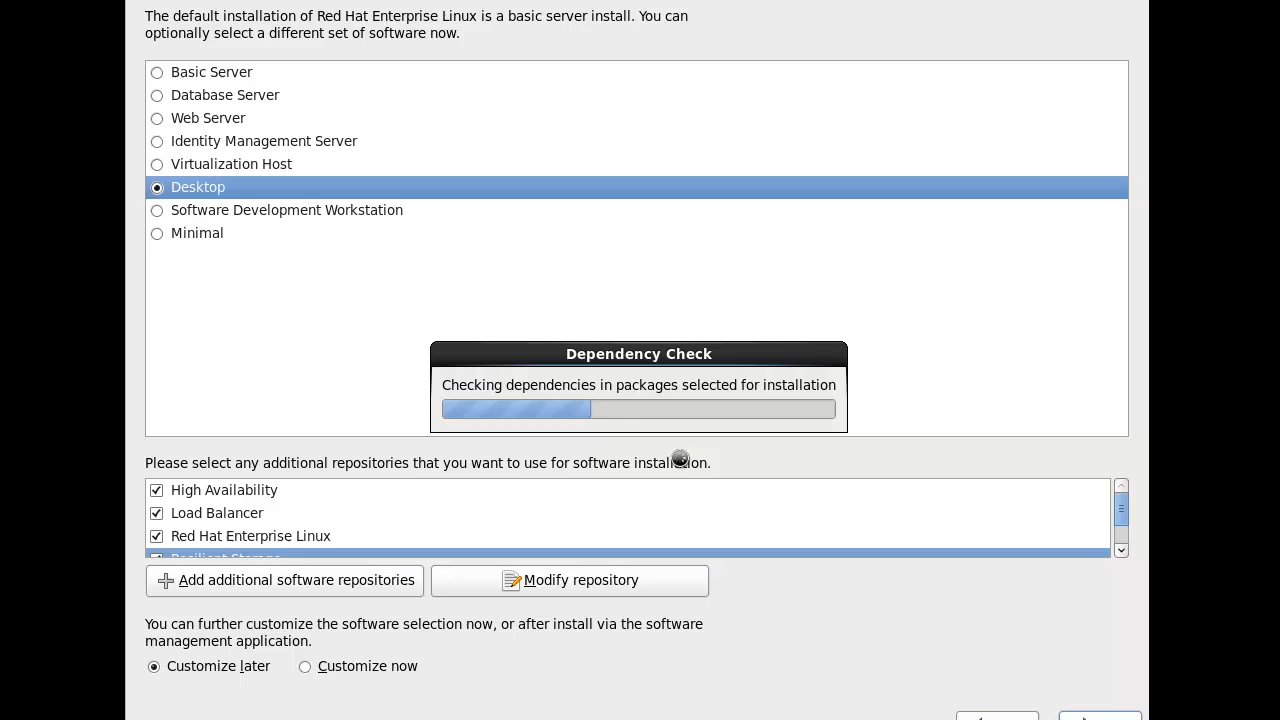 The default installation of Red Hat Enterprise Linux is a basic server install. You can
optionally select a different set of software now.
Basic Server
Database Server
Web Server
Identity Management Server
Virtualization Host
Desktop
Software Development Workstation
Minimal
Dependency Check
Checking dependencies in packages selected for installation
Please select any additional repositories that you want to use for software installation.
High Availability
Load Balancer
Red Hat Enterprise Linux
Resilient Storage
Add additional software repositories
Modify repository
You can further customize the software selection now, or after install via the software
management application.
Customize later
Customize now